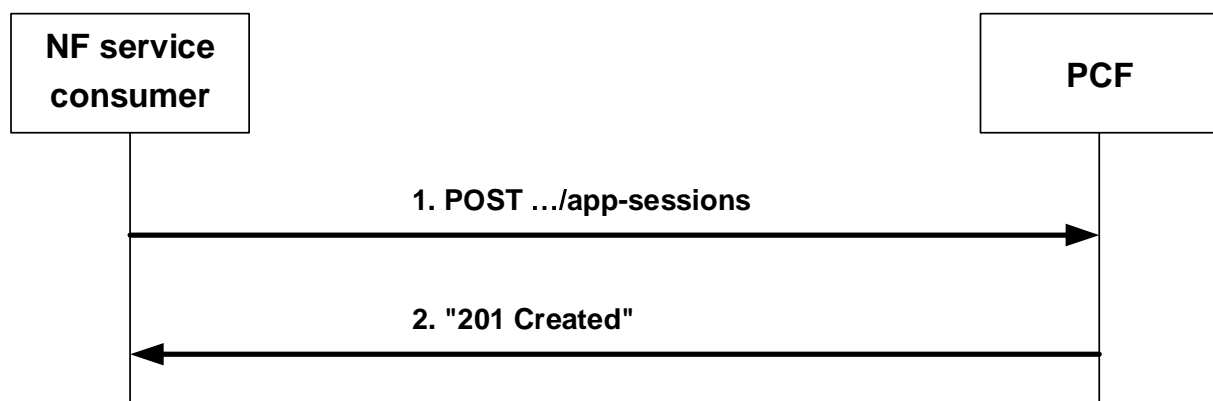 NF service
consumer
PCF
1. POST …/app-sessions
2. "201 Created"